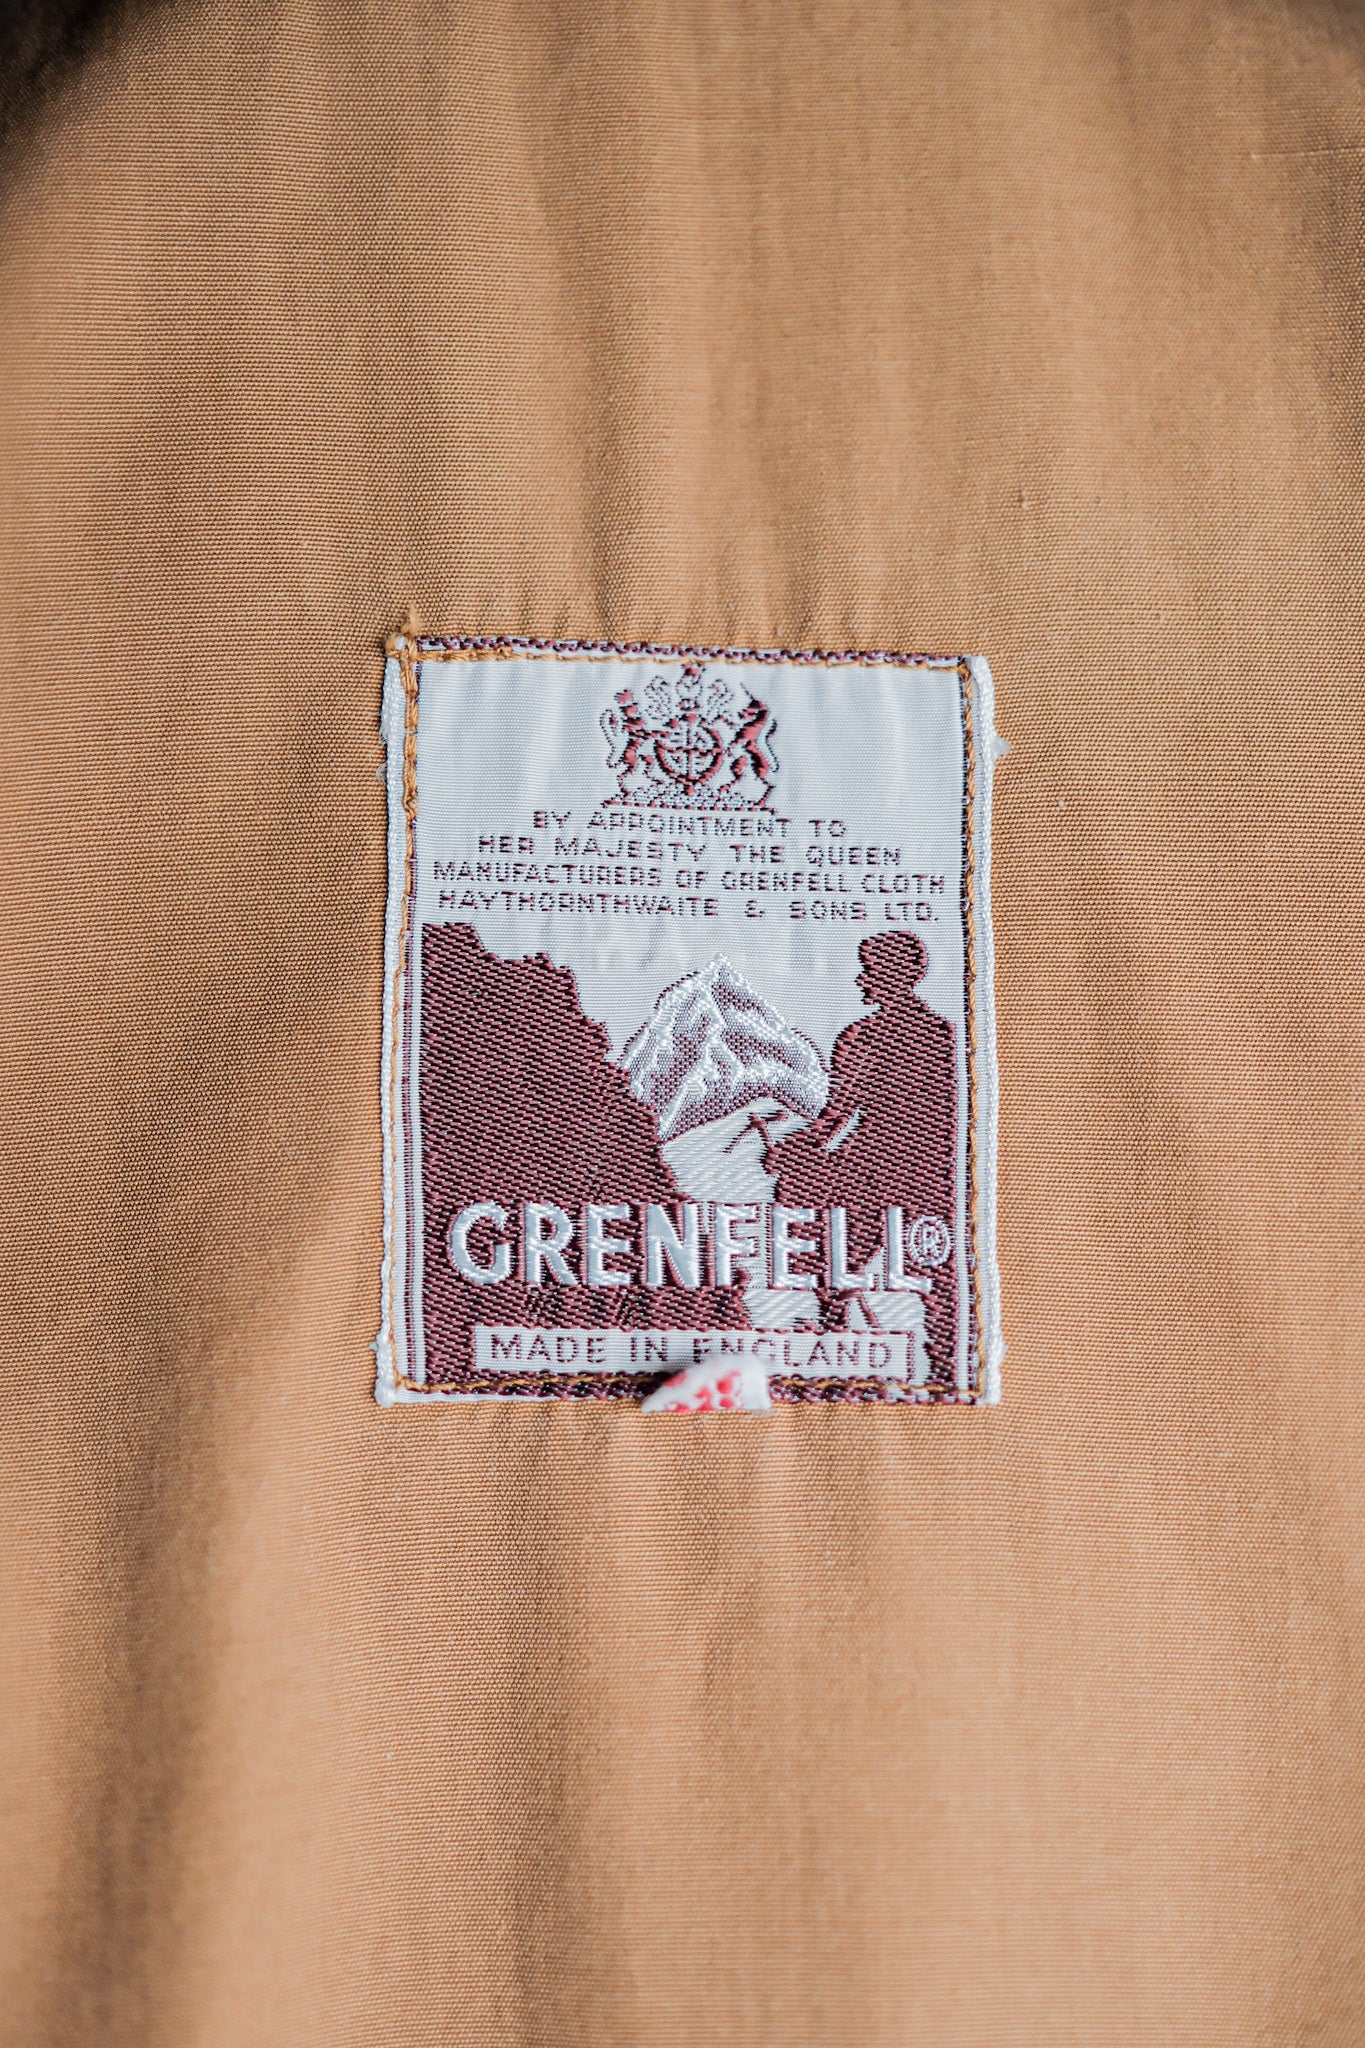 BY APPOINTMENT TO
HER MAJESTY THE QUEEN
MANUFACTURERS OF GRENFELL CLOTH
HAYTHORNTHWAITE & SONS LTD.
GRENFELL®
MADE IN ENGLAND